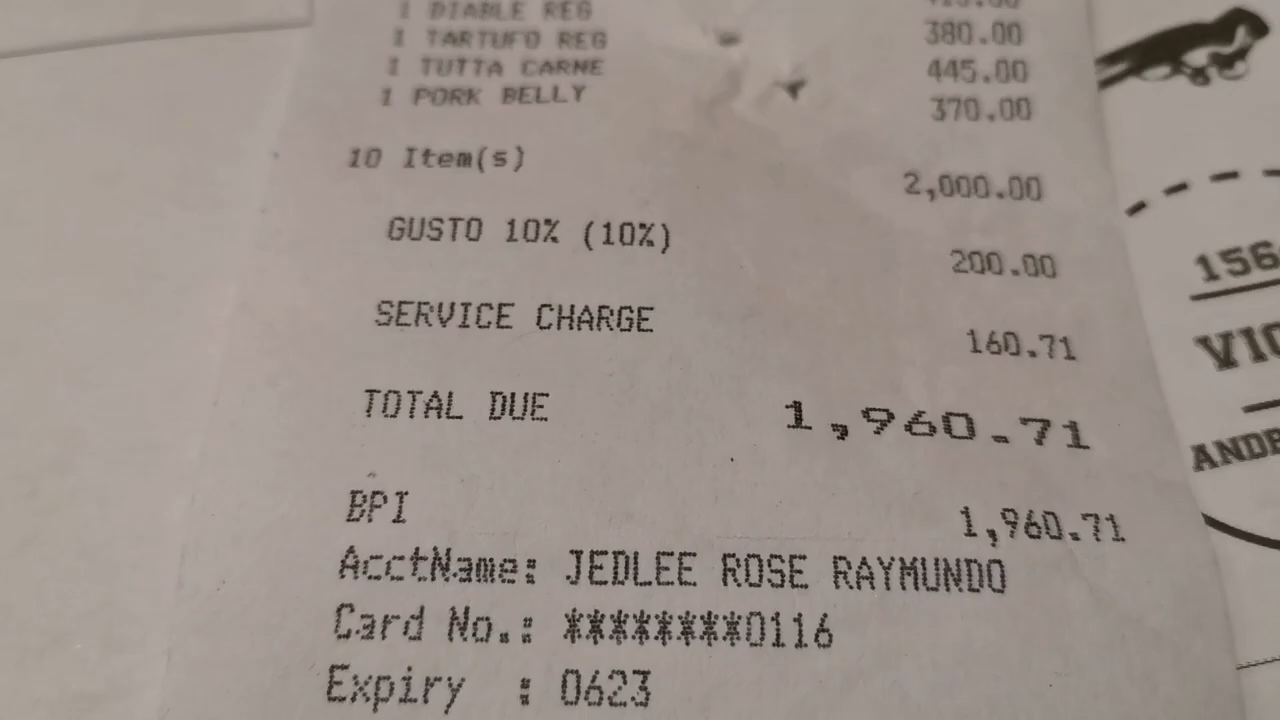 1 DIABLE REG
1 TARTUFO REG 380.00
1 TUTTA CARNE 445.00
1 PORK BELLY 370.00
10 Item(s) 2,000.00
GUSTO 10% (10%) 200.00
SERVICE CHARGE 160.71
TOTAL DUE 1,960.71
BPI 1,960.71
AcctName: JEDLEE ROSE RAYMUNDO
Card No.: ********0116
Expiry : 0623
156